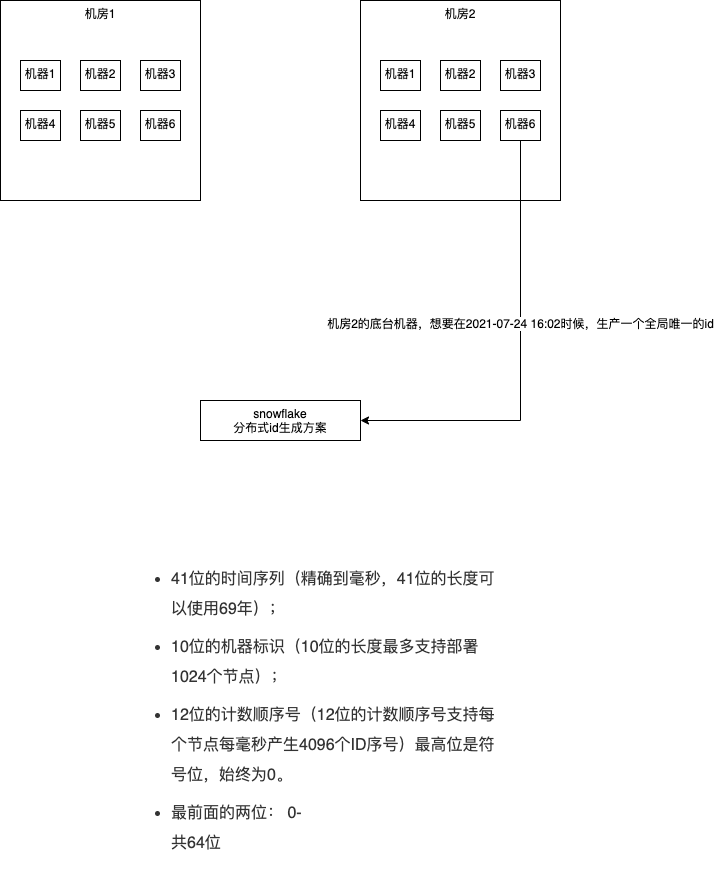 机房1
机房2
机器1 机器2 机器3
机器1 机器2 机器3
机器4 机器5 机器6
机器4 机器5 机器6
机房2的底台机器，想要在2021-07-24 16:02时候，生产一个全局唯一的id
snowflake
分布式id生成方案
• 41位的时间序列（精确到毫秒，41位的长度可
以使用69年）；
• 10位的机器标识（10位的长度最多支持部署
1024个节点）；
• 12位的计数顺序号（12位的计数顺序号支持每
个节点每毫秒产生4096个ID序号）最高位是符
号位，始终为0。
• 最前面的两位： 0-
共64位